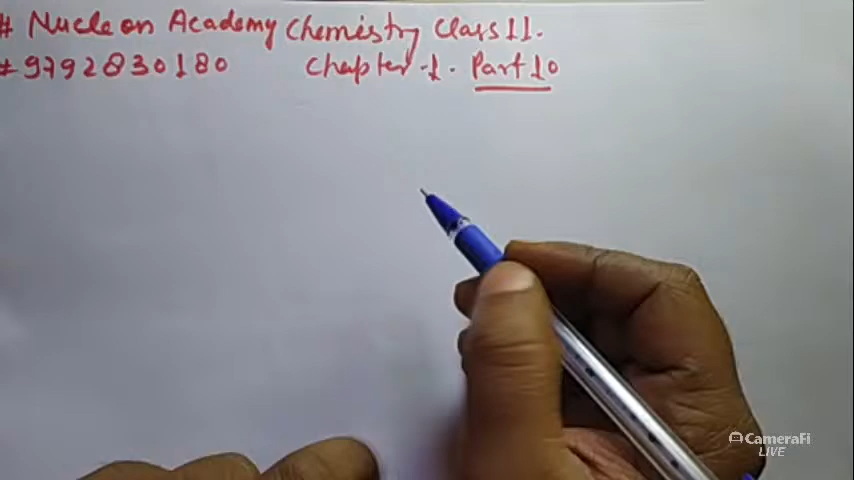 # Nucleon Academy Chemistry Class 11.
# 9792830180 Chapter-1. Part 10
CameraFi
LIVE